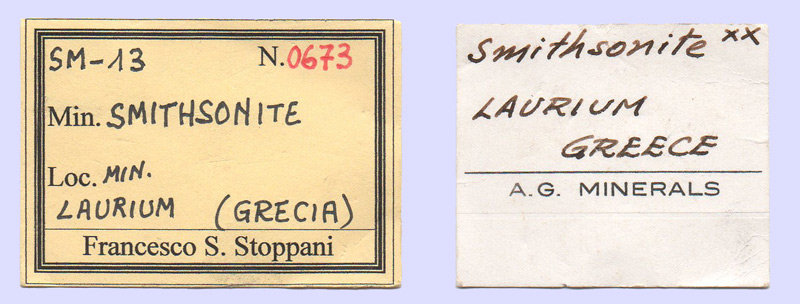 SM-13 N.0673
Min. SMITHSONITE
Loc. MIN.
LAURIUM (GRECIA)
Francesco S. Stoppani
Smithsonite xx
LAURIUM
GREECE
A.G. MINERALS